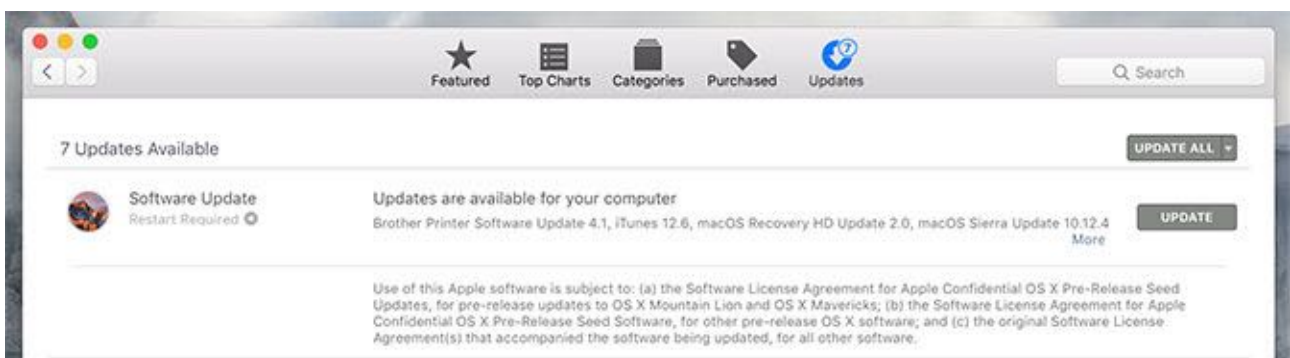 7
Featured
Top Charts
Categories
Purchased
Updates
Search
7 Updates Available
UPDATE ALL
Software Update
Restart Required
Updates are available for your computer
Brother Printer Software Update 4.1, iTunes 12.6, macOS Recovery HD Update 2.0, macOS Sierra Update 10.12.4
More
UPDATE
Use of this Apple software is subject to: (a) the Software License Agreement for Apple Confidential OS X Pre-Release Seed
Updates, for pre-release updates to OS X Mountain Lion and OS X Mavericks; (b) the Software License Agreement for Apple
Confidential OS X Pre-Release Seed Software, for other pre-release OS X software; and (c) the original Software License
Agreement(s) that accompanied the software being updated, for all other software.